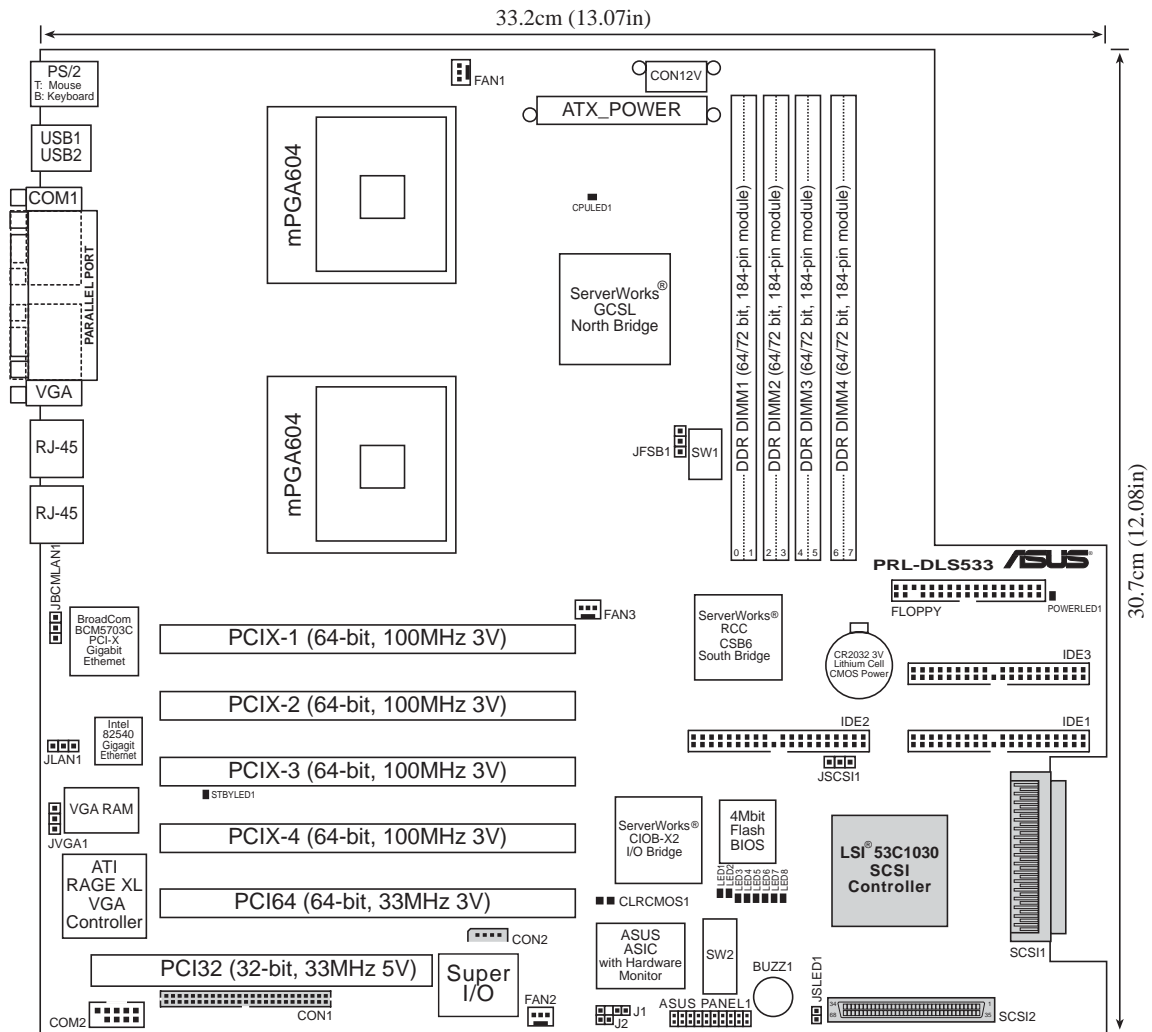 33.2cm (13.07in)
PS/2
T: Mouse
B: Keyboard
FAN1
CON12V
ATX_POWER
USB1
USB2
COM1
PARALLEL PORT
VGA
RJ-45
RJ-45
mPGA604
mPGA604
CPULED1
ServerWorks®
GCSL
North Bridge
JFSB1
SW1
DDR DIMM1 (64/72 bit, 184-pin module)
DDR DIMM2 (64/72 bit, 184-pin module)
DDR DIMM3 (64/72 bit, 184-pin module)
DDR DIMM4 (64/72 bit, 184-pin module)
0 1
2 3
4 5
6 7
30.7cm (12.08in)
PRL-DLS533 ASUS®
FLOPPY
POWERLED1
JBCMLAN1
BroadCom
BCM5703C
PCI-X
Gigabit
Ethernet
FAN3
PCIX-1 (64-bit, 100MHz 3V)
ServerWorks®
RCC
CSB6
South Bridge
CR2032 3V
Lithium Cell
CMOS Power
IDE3
PCIX-2 (64-bit, 100MHz 3V)
Intel
82540
Gigagit
Ethernet
JLAN1
IDE2
IDE1
JSCSI1
PCIX-3 (64-bit, 100MHz 3V)
STBYLED1
VGA RAM
JVGA1
PCIX-4 (64-bit, 100MHz 3V)
ServerWorks®
CIOB-X2
I/O Bridge
4Mbit
Flash
BIOS
LED1
LED2
LED3
LED4
LED5
LED6
LED7
LED8
LSI® 53C1030
SCSI
Controller
SCSI1
ATI
RAGE XL
VGA
Controller
PCI64 (64-bit, 33MHz 3V)
CLRCMOS1
CON2
ASUS
ASIC
with Hardware
Monitor
SW2
BUZZ1
JSLED1
PCI32 (32-bit, 33MHz 5V)
Super
I/O
COM2
CON1
FAN2
J1
J2
ASUS PANEL1
34
1
68
35
SCSI2